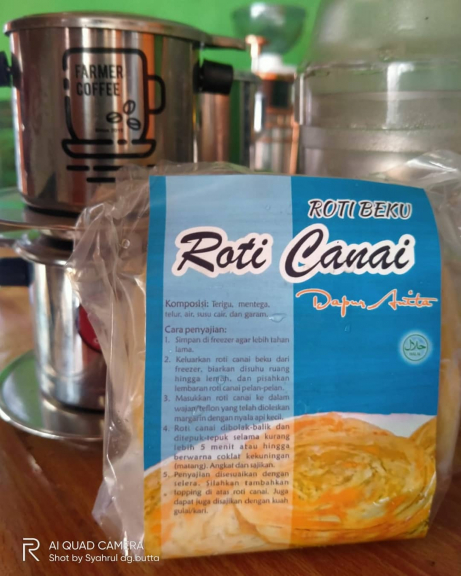 FARMER
COFFEE
ROTI BEKU
Roti Canai
Dapur Anita
Komposisi: Terigu, mentega,
telur, air, susu cair, dan garam.
حلال
Cara penyajian:
1. Simpan di freezer agar lebih tahan
lama.
2. Keluarkan roti canai beku dari
freezer, biarkan disuhu ruang
hingga lemah, dan pisahkan
lembaran roti canai pelan-pelan.
3. Masukkan roti canai ke dalam
wajan/teflon yang telah dioleskan
margarin dengan nyala api kecil.
4. Roti canai dibolak-balik dan
ditepuk-tepuk selama kurang
lebih 5 menit atau hingga
berwarna coklat kekuningan
(matang). Angkat dan sajikan.
5. Penyajian disesuaikan dengan
selera. Silahkan tambahkan
topping di atas roti canai. Juga
dapat juga disajikan dengan kuah
gulai/kari.
AI QUAD CAMERA
Shot by Syahrul dg.butta